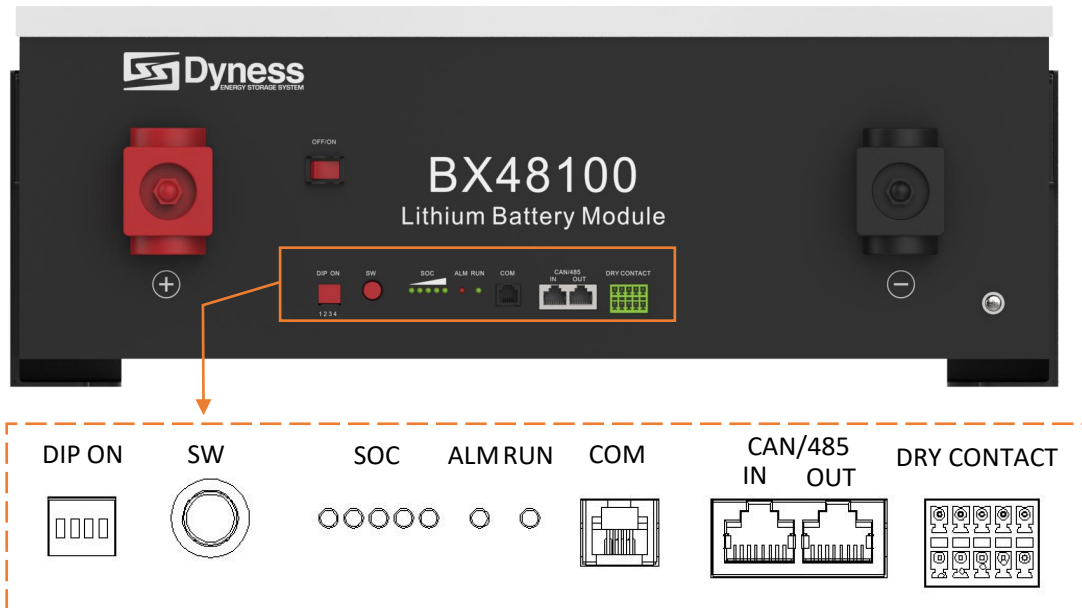 Dyness
ENERGY STORAGE SYSTEM
OFF/ON
BX48100
Lithium Battery Module
DIP ON SW SOC ALM RUN COM CAN/485 DRY CONTACT
IN OUT
1 2 3 4
DIP ON SW SOC ALM RUN COM CAN/485 DRY CONTACT
IN OUT